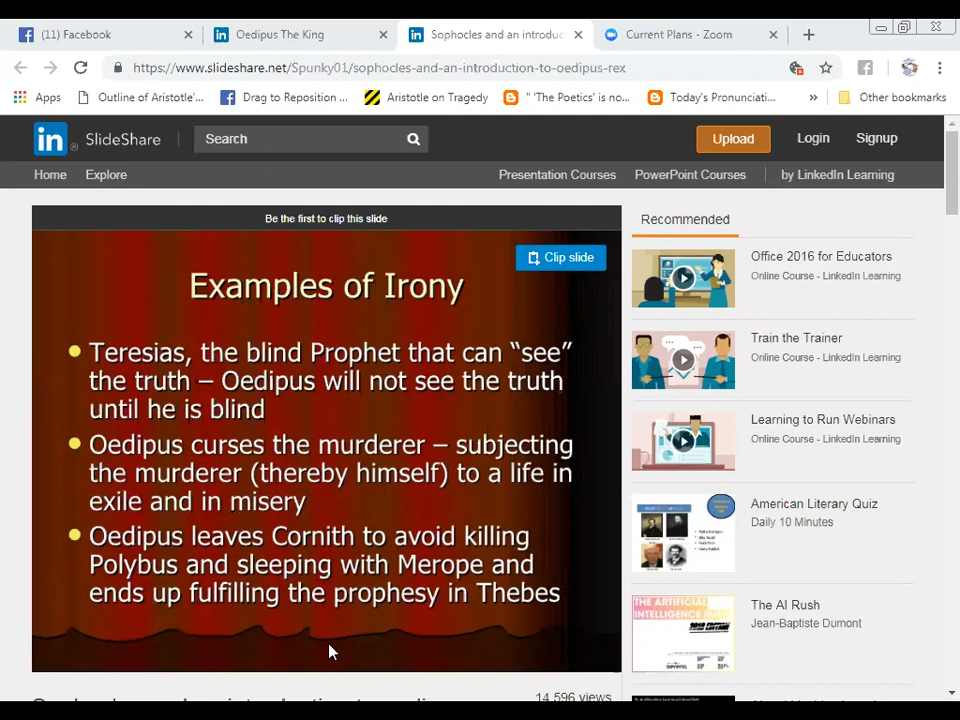 (11) Facebook
Oedipus The King
Sophocles and an introduc
Current Plans - Zoom
https://www.slideshare.net/Spunky01/sophocles-and-an-introduction-to-oedipus-rex
Apps
Outline of Aristotle'...
Drag to Reposition ...
Aristotle on Tragedy
" 'The Poetics' is no...
Today's Pronunciati...
»
Other bookmarks
in SlideShare
Search
Upload
Login
Signup
Home
Explore
Presentation Courses
PowerPoint Courses
by LinkedIn Learning
Be the first to clip this slide
Clip slide
Examples of Irony
• Teresias, the blind Prophet that can “see”
the truth – Oedipus will not see the truth
until he is blind
• Oedipus curses the murderer – subjecting
the murderer (thereby himself) to a life in
exile and in misery
• Oedipus leaves Cornith to avoid killing
Polybus and sleeping with Merope and
ends up fulfilling the prophesy in Thebes
14,596 views
Recommended
Office 2016 for Educators
Online Course - LinkedIn Learning
Train the Trainer
Online Course - LinkedIn Learning
Learning to Run Webinars
Online Course - LinkedIn Learning
American Literary Quiz
Daily 10 Minutes
THE ARTIFICIAL
The AI Rush
Jean-Baptiste Dumont